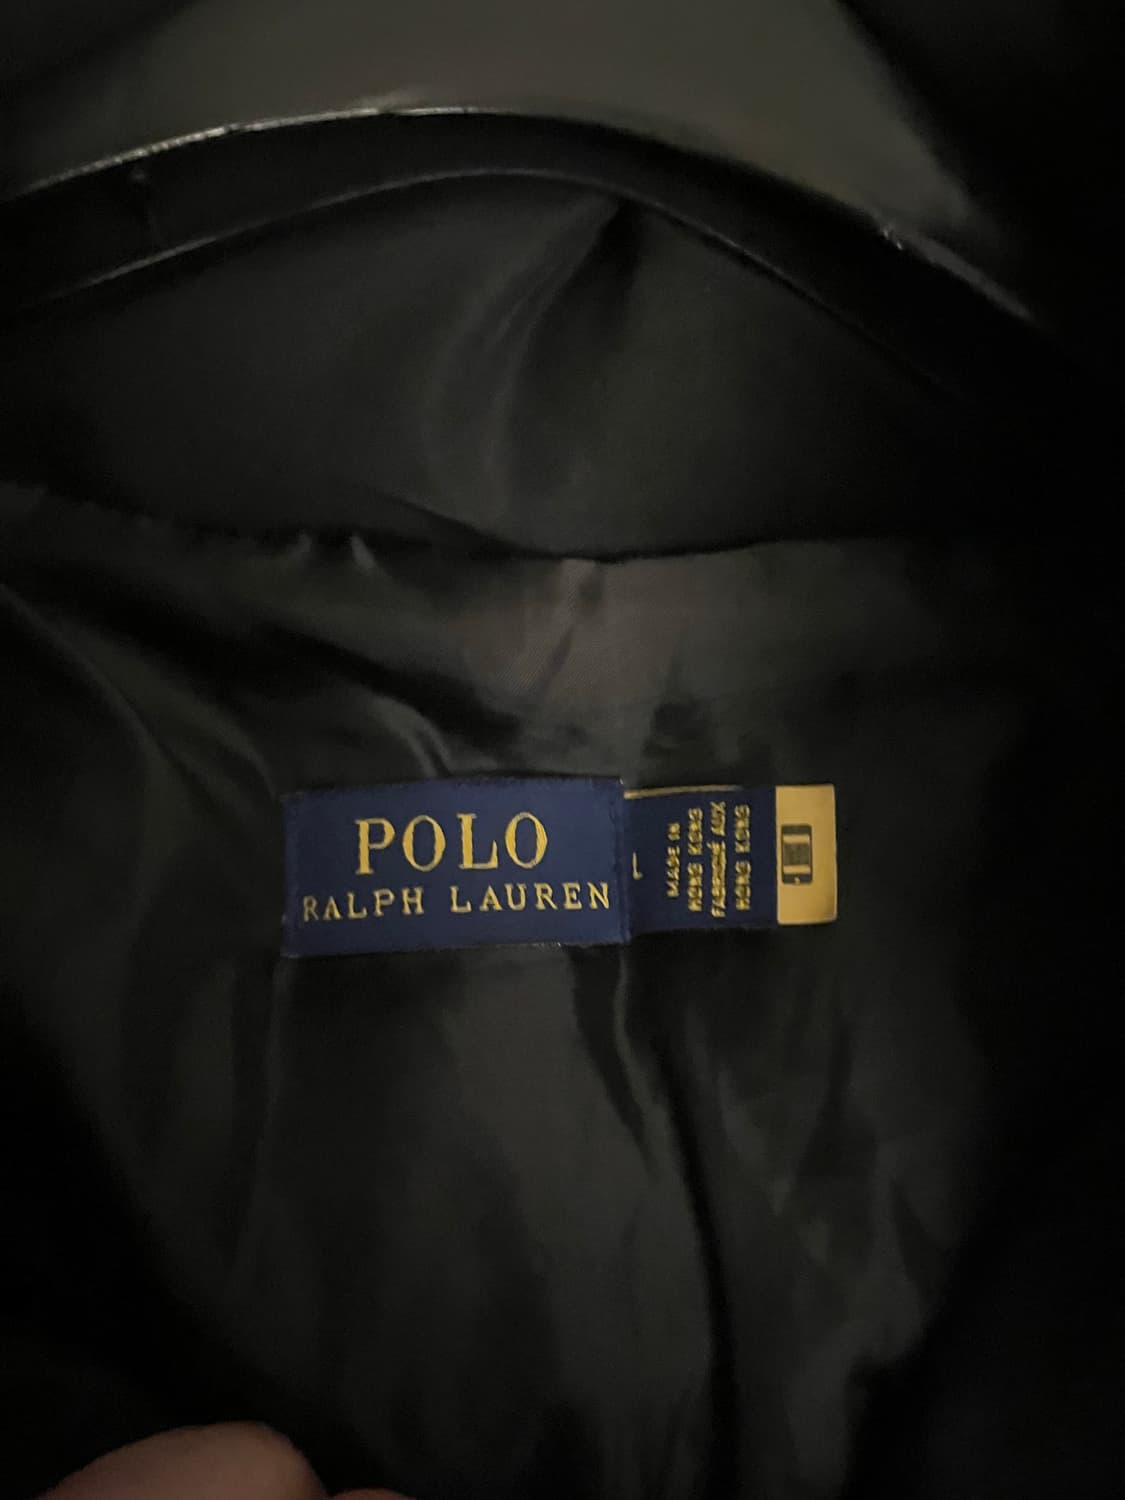 POLO
RALPH LAUREN
L
MADE IN
HONG KONG
FABRIQUÉ AUX
HONG KONG